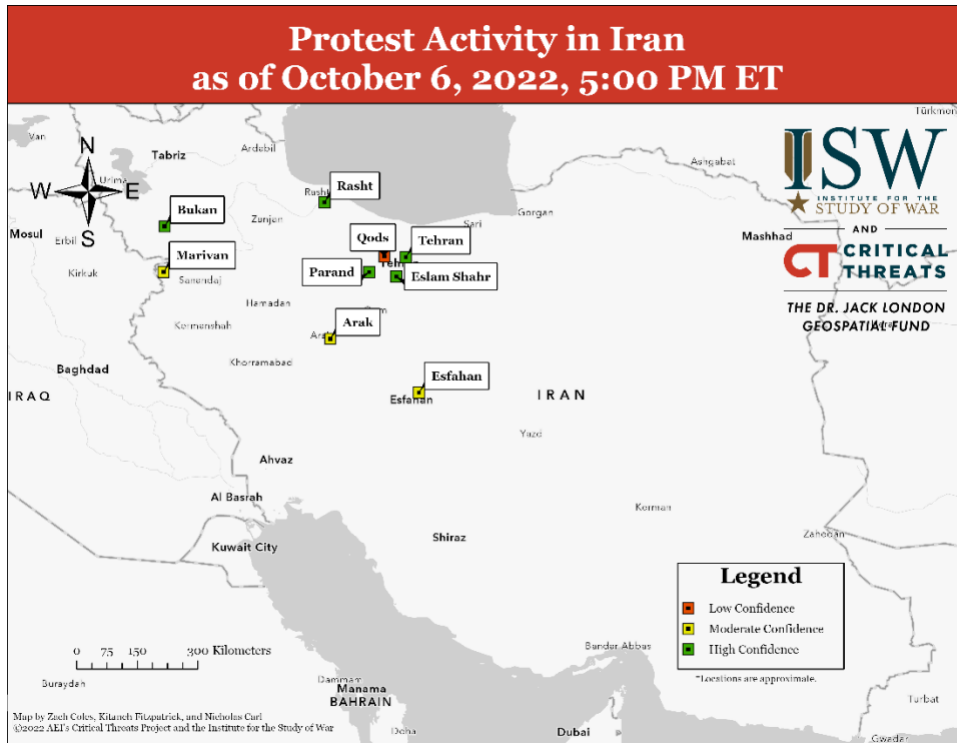 Protest Activity in Iran
as of October 6, 2022, 5:00 PM ET
Türkmen
Van
Tabriz
Ardabil
Ashgabat
ISW
INSTITUTE FOR THE
STUDY OF WAR
AND
CT CRITICAL
THREATS
THE DR. JACK LONDON
GEOSPATIAL FUND
N
W E
S
Urmia
Rasht
Rasht
Bukan
Zanjan
Sari
Gorgan
Mosul
Erbil
Qods
Tehran
Mashhad
Marivan
Kirkuk
Sanandaj
Parand
Eslam Shahr
Hamadan
Kermanshah
Arak
Khorramabad
Baghdad
Esfahan
IRAQ
Esfahan
IRAN
Yazd
Ahvaz
Al Basrah
Kerman
Kuwait City
Shiraz
Zahedan
Legend
Low Confidence
Moderate Confidence
High Confidence
*Locations are approximate.
0 75 150 300 Kilometers
Bandar Abbas
Buraydah
Dammam
Manama
BAHRAIN
Turbat
Doha
Dubai
Gwadar
Map by Zach Coles, Kitaneh Fitzpatrick, and Nicholas Carl
©2022 AEI's Critical Threats Project and the Institute for the Study of War